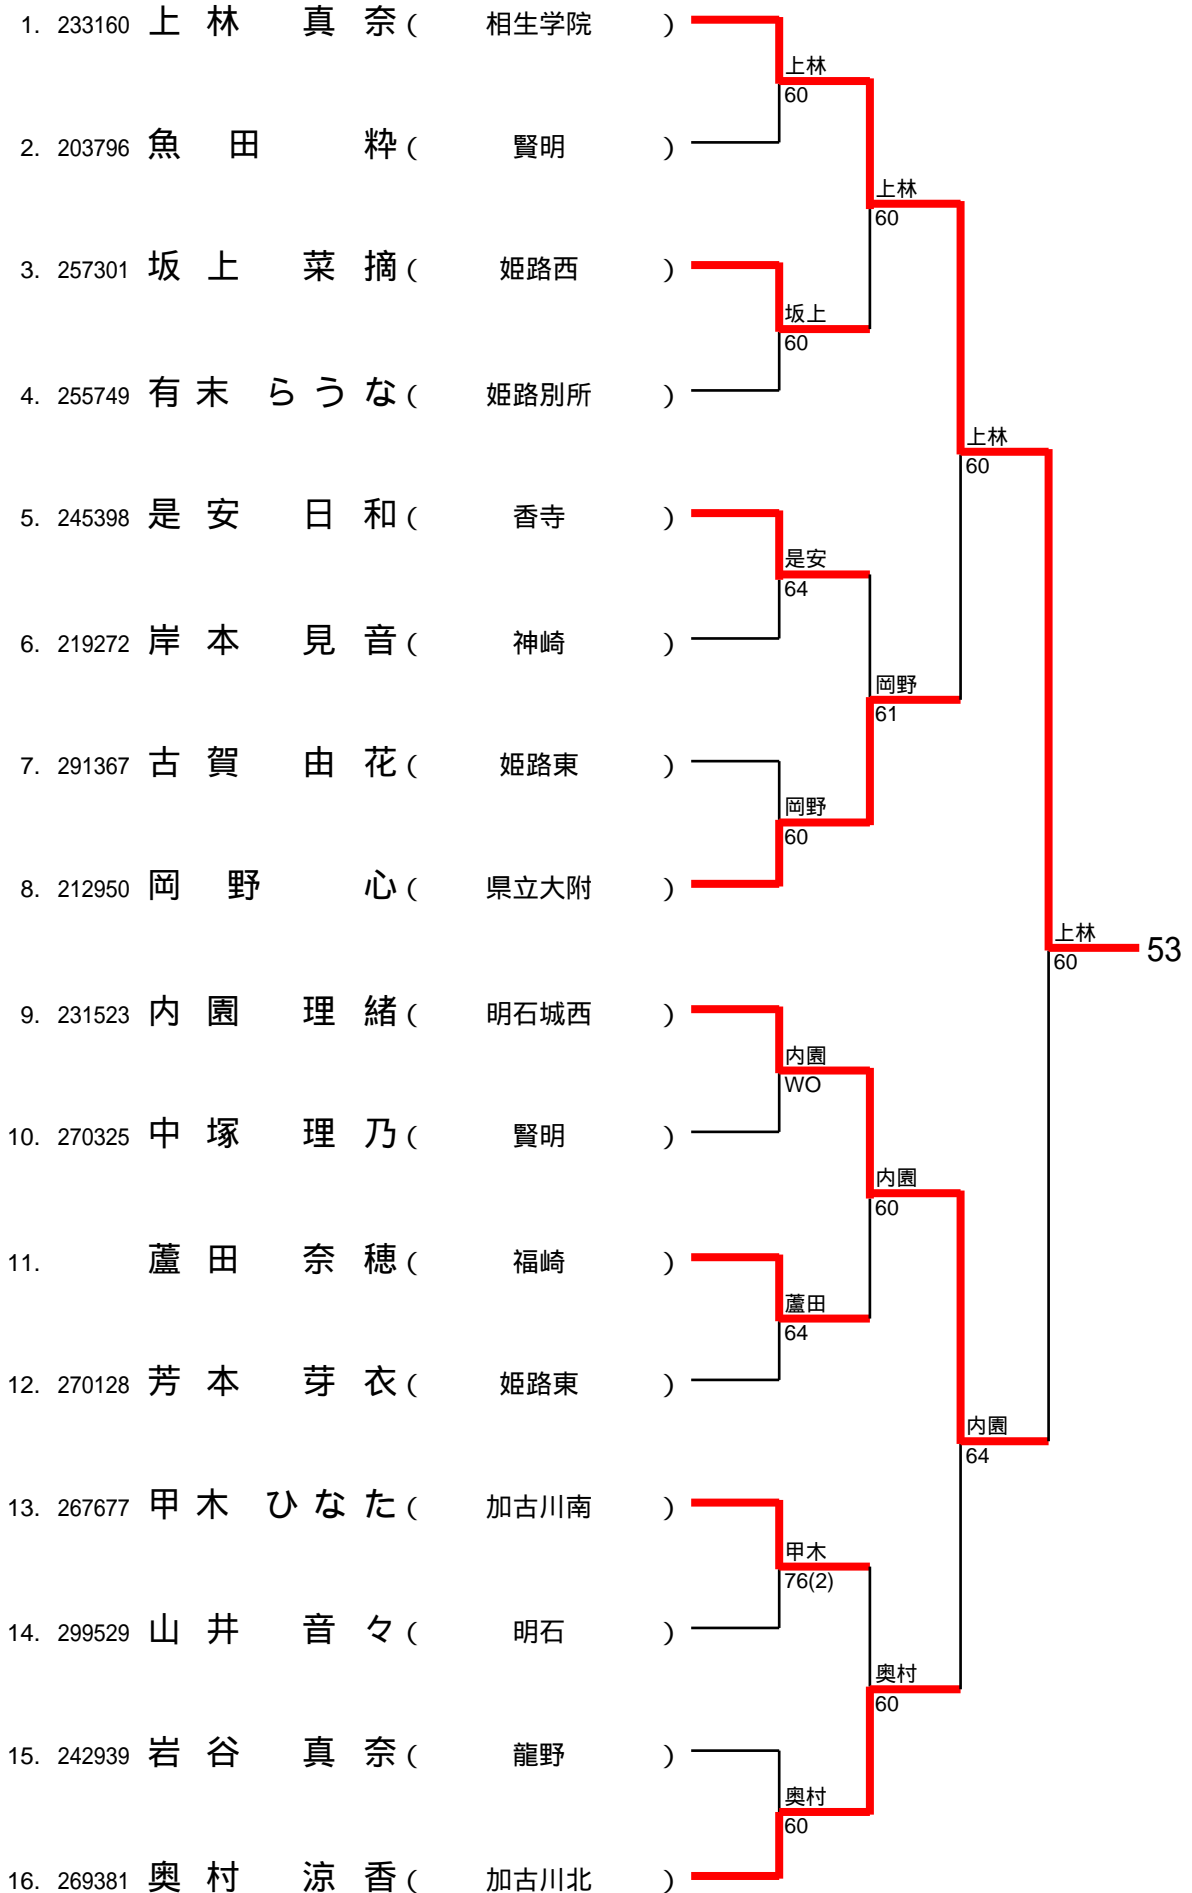 1. 233160 上林 真奈 ( 相生学院 )
上林
60
2. 203796 魚田 粋 ( 賢明 )
上林
60
3. 257301 坂上 菜摘 ( 姫路西 )
坂上
60
4. 255749 有末 らうな ( 姫路別所 )
上林
60
5. 245398 是安 日和 ( 香寺 )
是安
64
6. 219272 岸本 見音 ( 神崎 )
岡野
61
7. 291367 古賀 由花 ( 姫路東 )
岡野
60
8. 212950 岡野 心 ( 県立大附 )
上林
60
53
9. 231523 内園 理緒 ( 明石城西 )
内園
WO
10. 270325 中塚 理乃 ( 賢明 )
内園
60
11. 蘆田 奈穂 ( 福崎 )
蘆田
64
12. 270128 芳本 芽衣 ( 姫路東 )
内園
64
13. 267677 甲木 ひなた ( 加古川南 )
甲木
76(2)
14. 299529 山井 音々 ( 明石 )
奥村
60
15. 242939 岩谷 真奈 ( 龍野 )
奥村
60
16. 269381 奥村 涼香 ( 加古川北 )